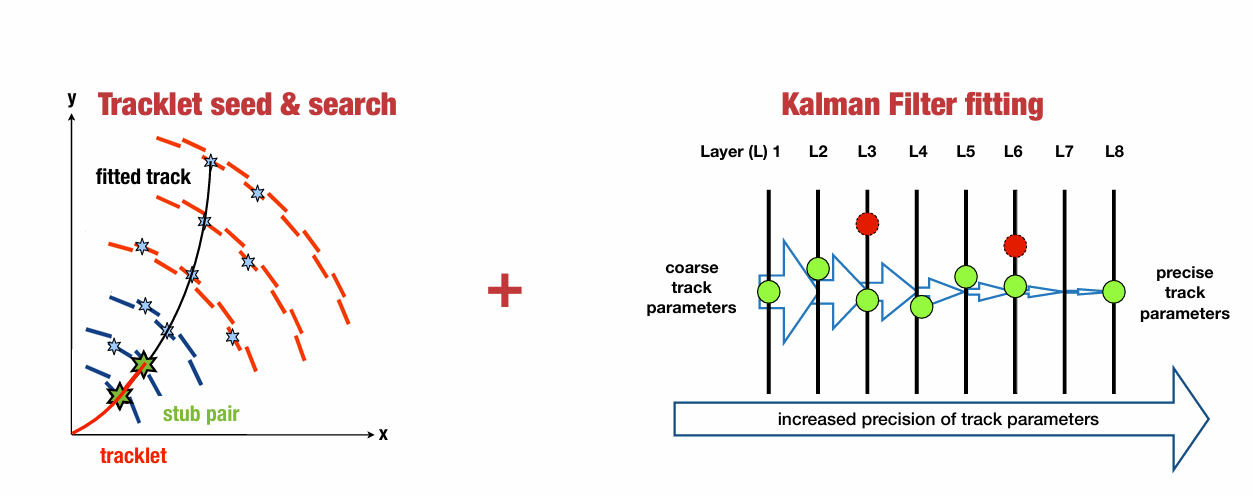 y
Tracklet seed & search
fitted track
stub pair
x
tracklet
+
Kalman Filter fitting
Layer (L) 1 L2 L3 L4 L5 L6 L7 L8
coarse
track
parameters
precise
track
parameters
increased precision of track parameters